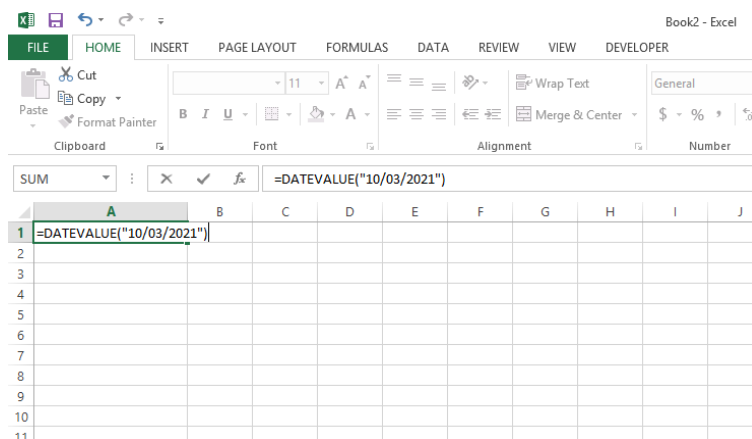 Book2 - Excel
FILE HOME INSERT PAGE LAYOUT FORMULAS DATA REVIEW VIEW DEVELOPER
Cut
Copy
Format Painter
Paste
11 A A
B I U A
Wrap Text
Merge & Center
General
$ % ,
Clipboard Font Alignment Number
SUM fx =DATEVALUE("10/03/2021")
A B C D E F G H I J
1 =DATEVALUE("10/03/2021")
2
3
4
5
6
7
8
9
10
11